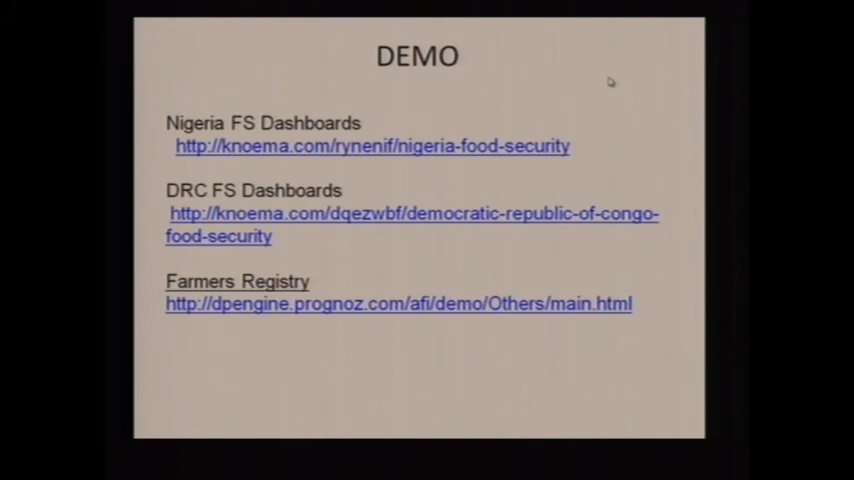 DEMO
Nigeria FS Dashboards
http://knoema.com/rynenif/nigeria-food-security
DRC FS Dashboards
http://knoema.com/dqezwbf/democratic-republic-of-congo-
food-security
Farmers Registry
http://dpengine.prognoz.com/afi/demo/Others/main.html